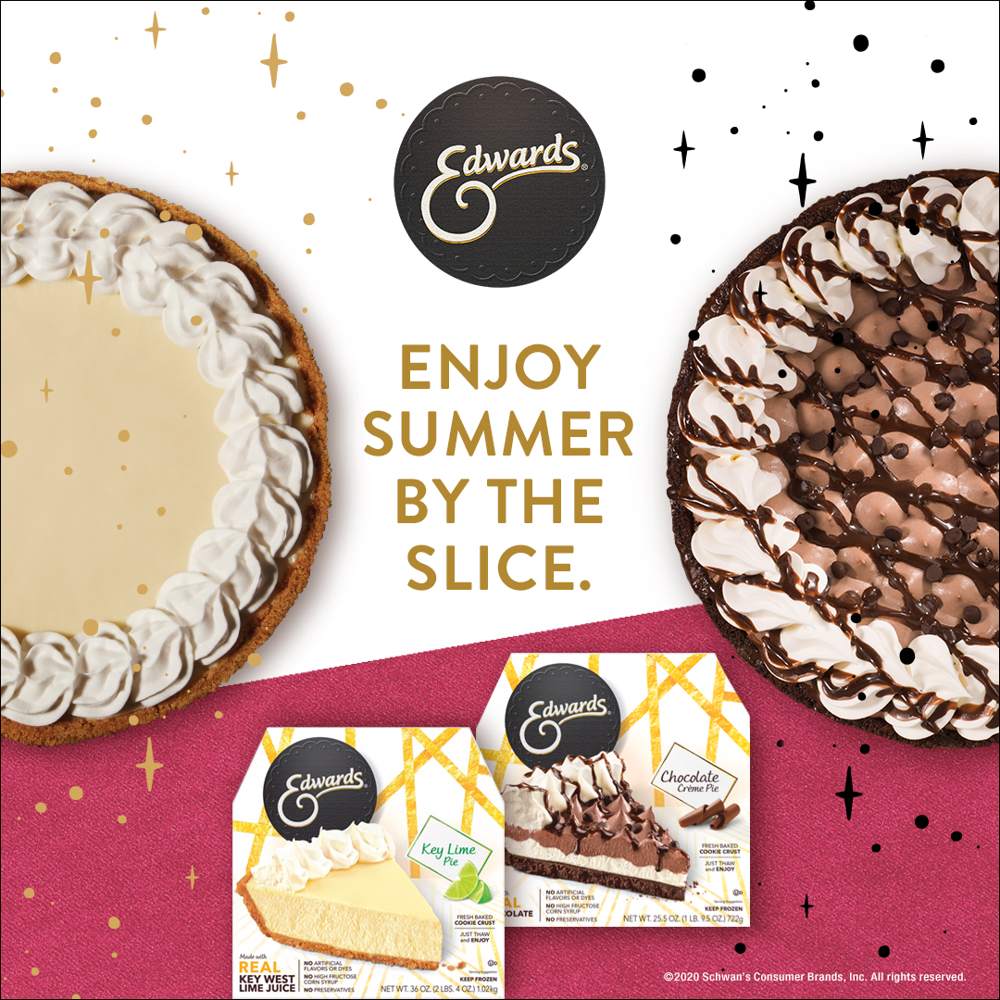 Edwards®
ENJOY
SUMMER
BY THE
SLICE.
Edwards®
Chocolate
Crème Pie
FRESH BAKED
COOKIE CRUST
JUST THAW
and ENJOY
NO ARTIFICIAL
FLAVORS OR DYES
NO HIGH FRUCTOSE
CORN SYRUP
NO PRESERVATIVES
Serving Suggestion
KEEP FROZEN
NET WT. 25.5 OZ. (1 LB. 9.5 OZ.) 722g
Edwards®
Key Lime
Pie
FRESH BAKED
COOKIE CRUST
JUST THAW
and ENJOY
Made with
REAL
KEY WEST
LIME JUICE
NO ARTIFICIAL
FLAVORS OR DYES
NO HIGH FRUCTOSE
CORN SYRUP
NO PRESERVATIVES
Serving Suggestion
KEEP FROZEN
NET WT. 36 OZ. (2 LBS. 4 OZ.) 1.02kg
©2020 Schwan's Consumer Brands, Inc. All rights reserved.